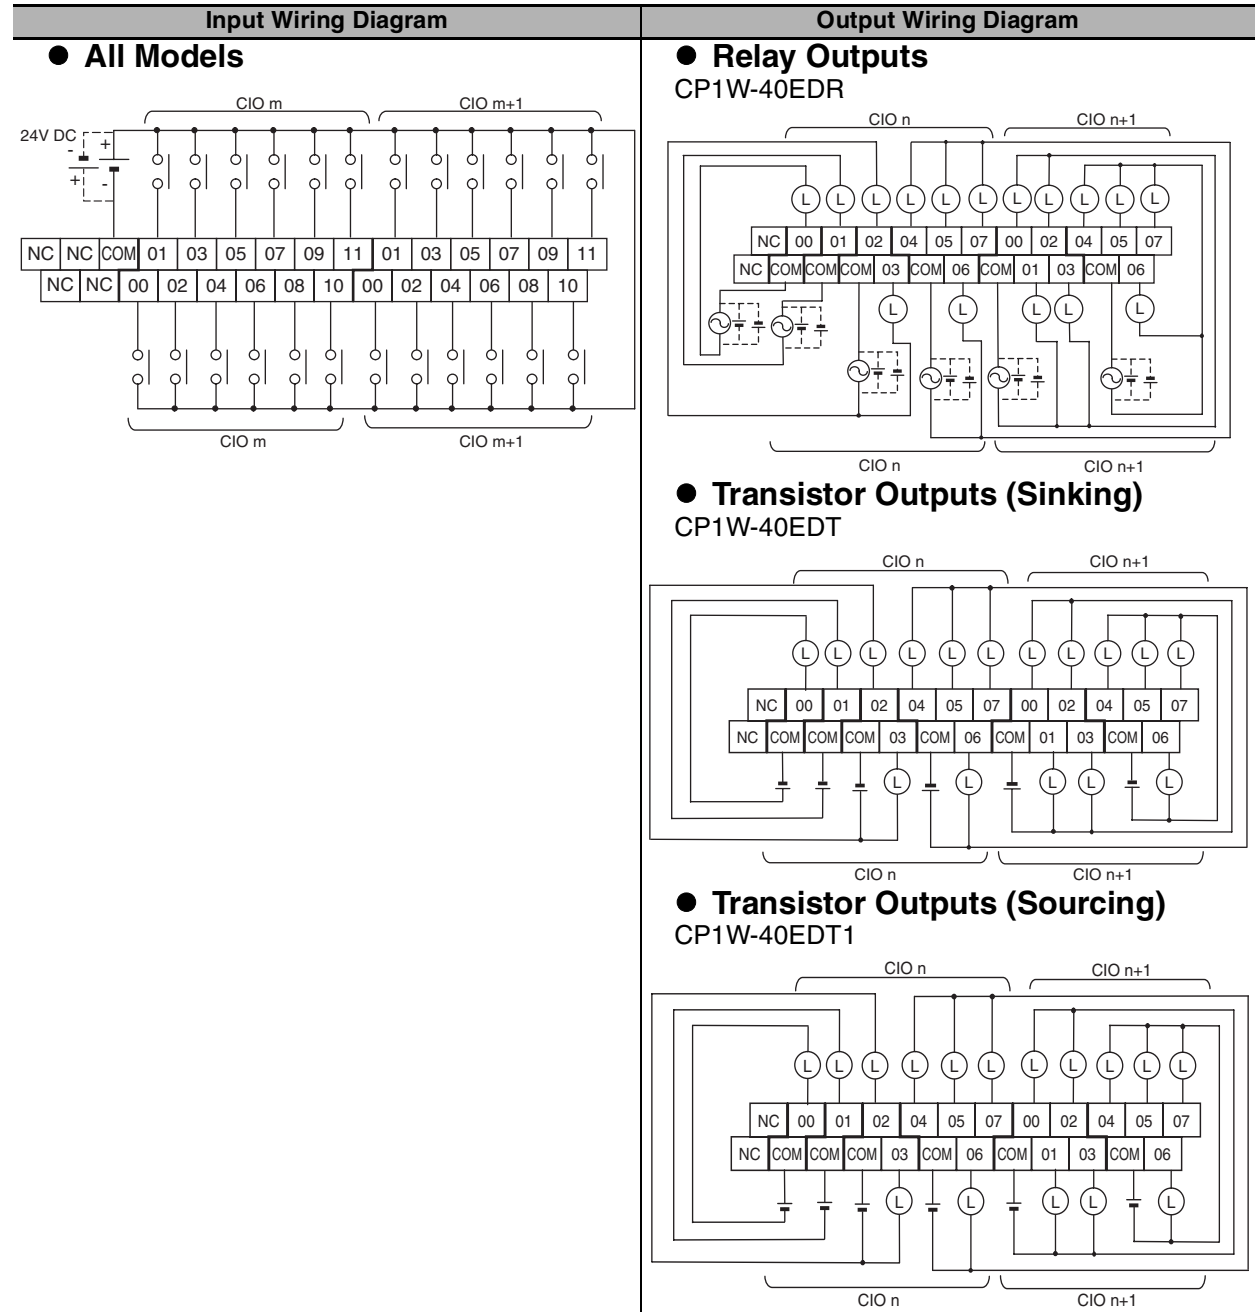 Input Wiring Diagram
All Models
CIO m CIO m+1
24V DC
- +
+ -
NC NC COM 01 03 05 07 09 11 01 03 05 07 09 11
NC NC 00 02 04 06 08 10 00 02 04 06 08 10
CIO m CIO m+1
Output Wiring Diagram
Relay Outputs
CP1W-40EDR
CIO n CIO n+1
L L L L L L L L L L L
NC 00 01 02 04 05 07 00 02 04 05 07
NC COM COM COM 03 COM 06 COM 01 03 COM 06
L L L L L
CIO n CIO n+1
Transistor Outputs (Sinking)
CP1W-40EDT
CIO n CIO n+1
L L L L L L L L L L L
NC 00 01 02 04 05 07 00 02 04 05 07
NC COM COM COM 03 COM 06 COM 01 03 COM 06
L L L L L
CIO n CIO n+1
Transistor Outputs (Sourcing)
CP1W-40EDT1
CIO n CIO n+1
L L L L L L L L L L L
NC 00 01 02 04 05 07 00 02 04 05 07
NC COM COM COM 03 COM 06 COM 01 03 COM 06
L L L L L
CIO n CIO n+1